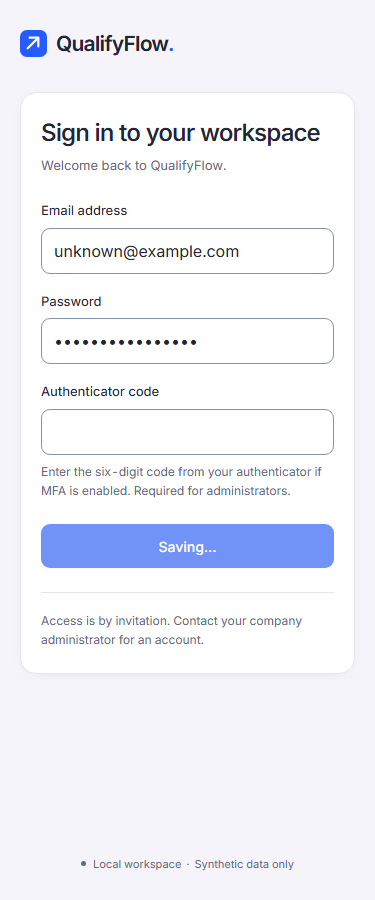 QualifyFlow.
Sign in to your workspace
Welcome back to QualifyFlow.
Email address
unknown@example.com
Password
••••••••••••••••
Authenticator code
Enter the six-digit code from your authenticator if
MFA is enabled. Required for administrators.
Saving...
Access is by invitation. Contact your company
administrator for an account.
Local workspace · Synthetic data only